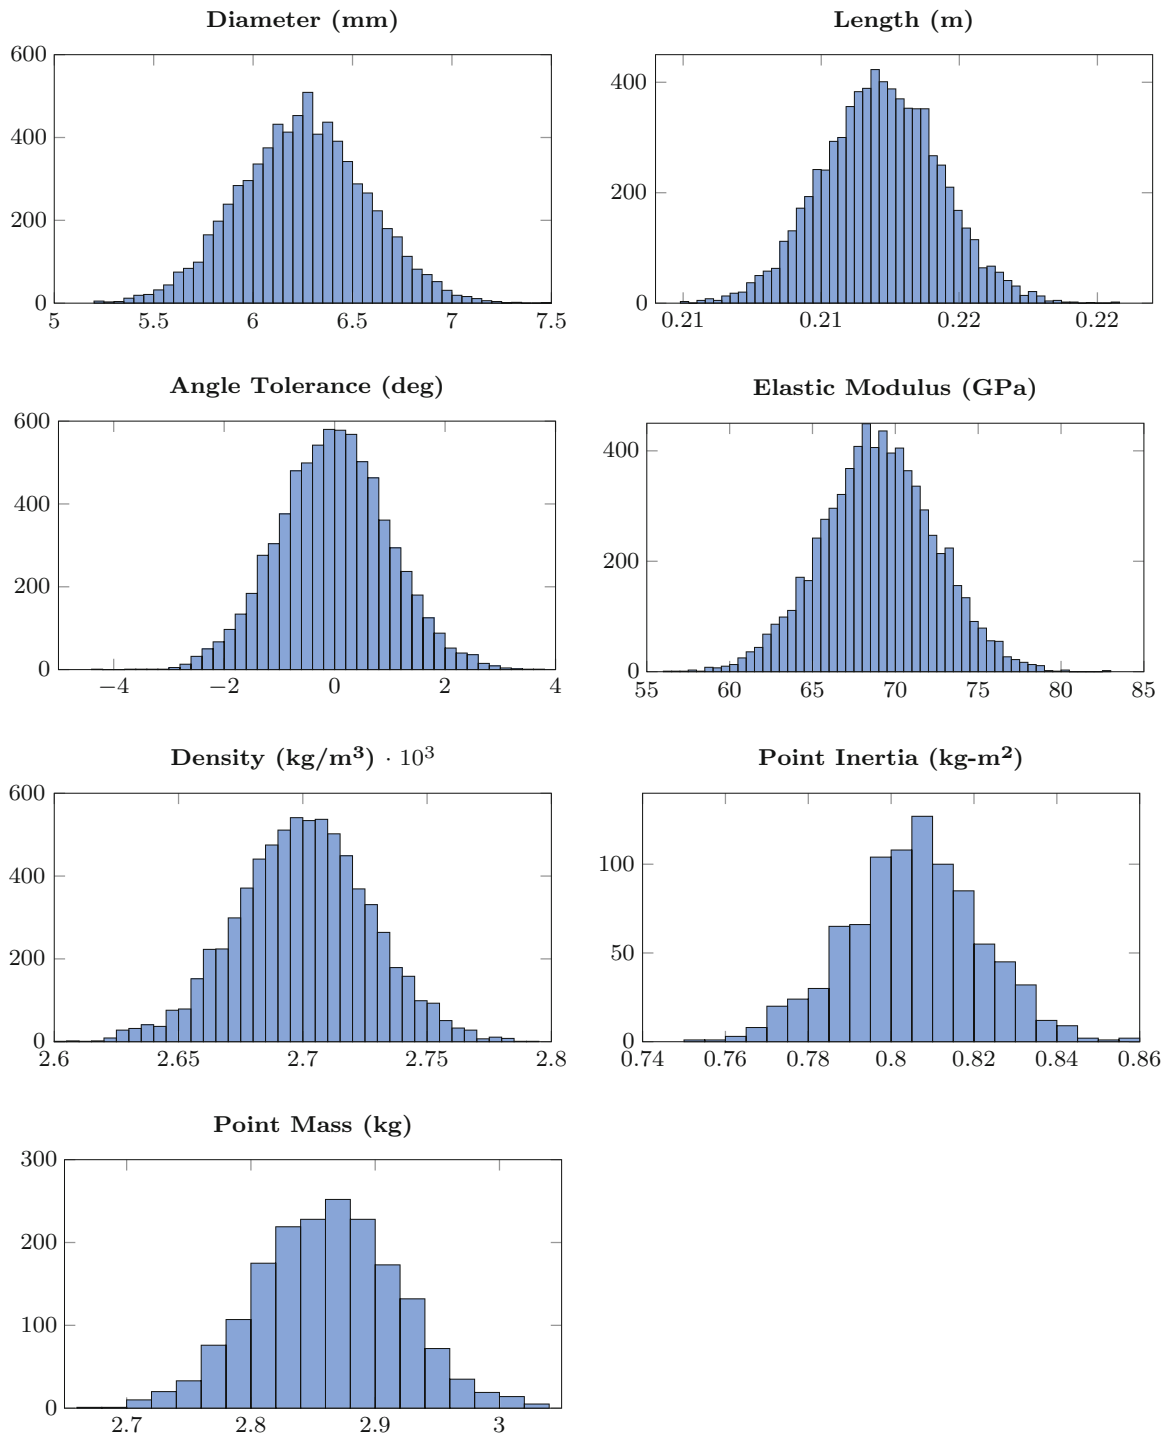 Diameter (mm)
600
400
200
0
5 5.5 6 6.5 7 7.5
Length (m)
400
200
0
0.21 0.21 0.22 0.22
Angle Tolerance (deg)
600
400
200
0
−4 −2 0 2 4
Elastic Modulus (GPa)
400
200
0
55 60 65 70 75 80 85
Density (kg/m³) · 10³
600
400
200
0
2.6 2.65 2.7 2.75 2.8
Point Inertia (kg-m²)
100
50
0
0.74 0.76 0.78 0.8 0.82 0.84 0.86
Point Mass (kg)
300
200
100
0
2.7 2.8 2.9 3